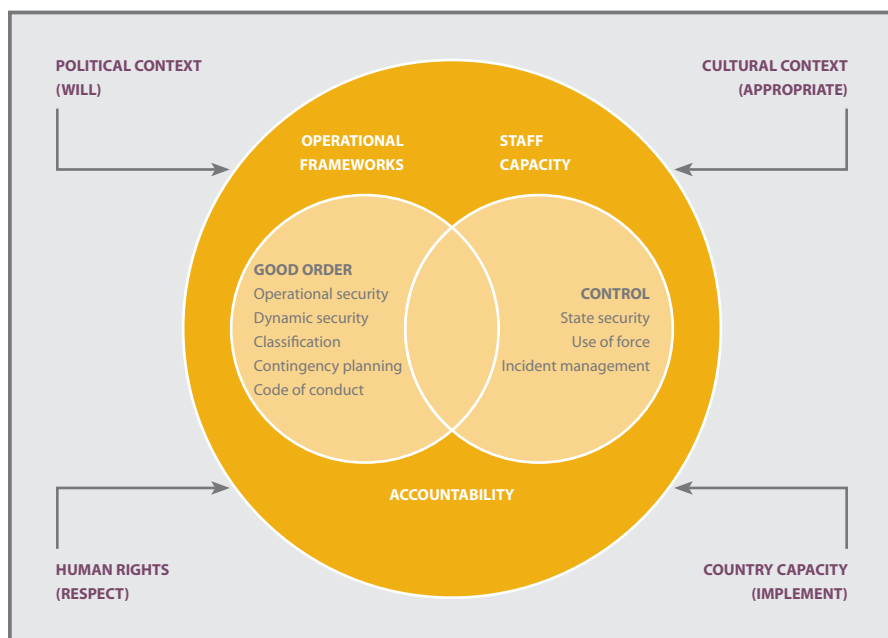 POLITICAL CONTEXT
(WILL)
CULTURAL CONTEXT
(APPROPRIATE)
OPERATIONAL
FRAMEWORKS
STAFF
CAPACITY
GOOD ORDER
Operational security
Dynamic security
Classification
Contingency planning
Code of conduct
CONTROL
State security
Use of force
Incident management
ACCOUNTABILITY
HUMAN RIGHTS
(RESPECT)
COUNTRY CAPACITY
(IMPLEMENT)